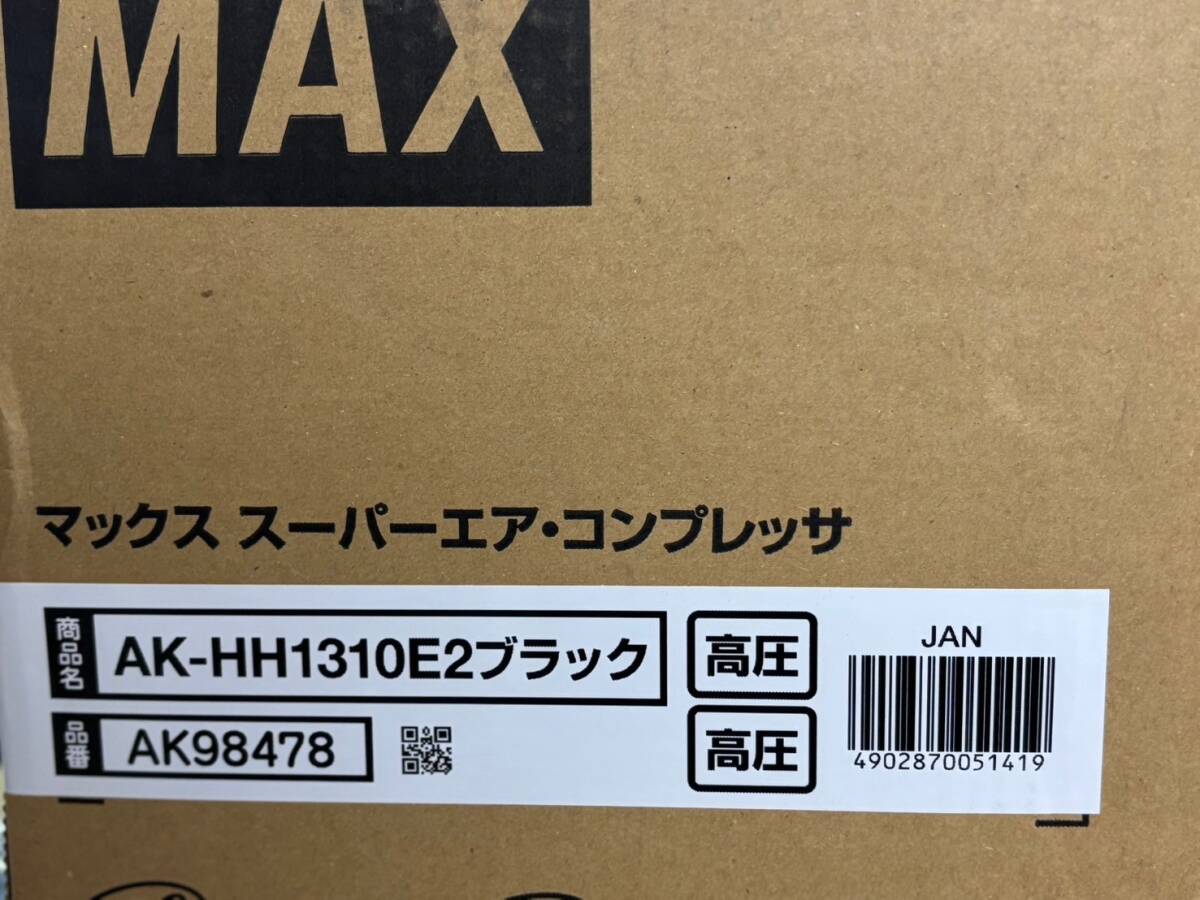 MAX
マックス スーパーエア・コンプレッサ
商品名 AK-HH1310E2ブラック
高圧
品番 AK98478
高圧
JAN
4902870051419